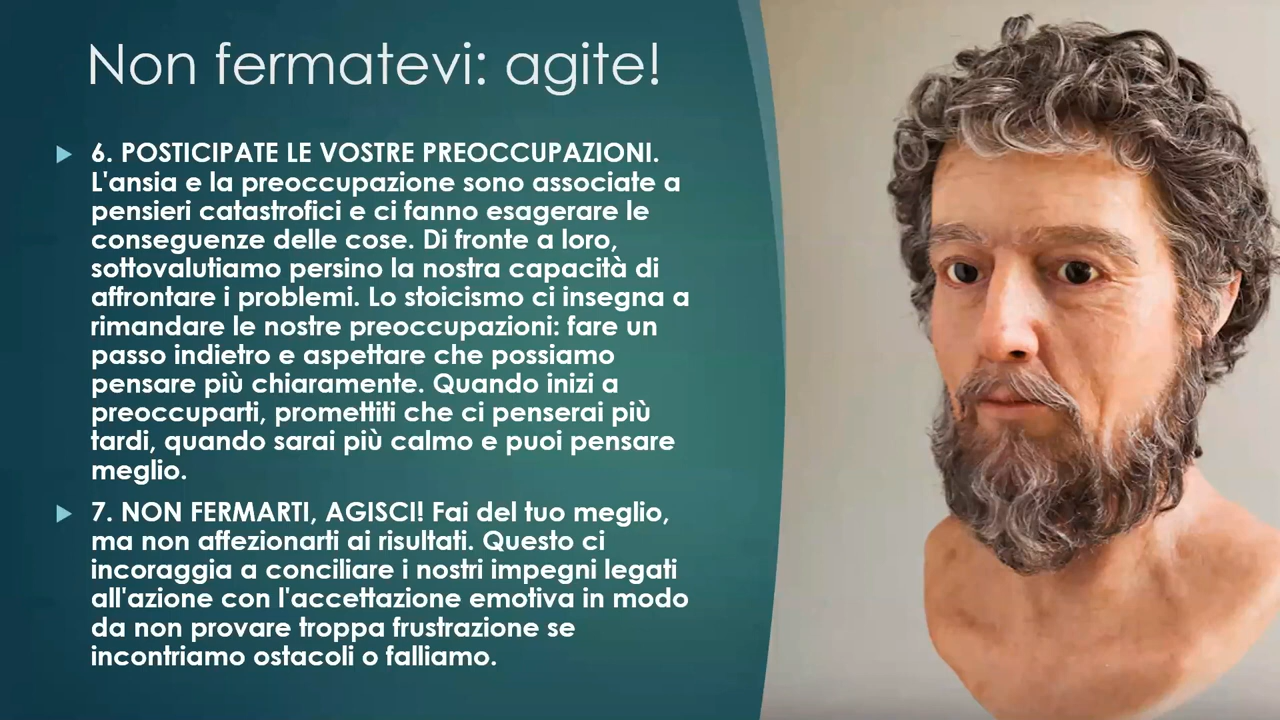 Non fermatevi: agite!
6. POSTICIPATE LE VOSTRE PREOCCUPAZIONI.
L'ansia e la preoccupazione sono associate a
pensieri catastrofici e ci fanno esagerare le
conseguenze delle cose. Di fronte a loro,
sottovalutiamo persino la nostra capacità di
affrontare i problemi. Lo stoicismo ci insegna a
rimandare le nostre preoccupazioni: fare un
passo indietro e aspettare che possiamo
pensare più chiaramente. Quando inizi a
preoccuparti, promettiti che ci penserai più
tardi, quando sarai più calmo e puoi pensare
meglio.
7. NON FERMARTI, AGISCI! Fai del tuo meglio,
ma non affezionarti ai risultati. Questo ci
incoraggia a conciliare i nostri impegni legati
all'azione con l'accettazione emotiva in modo
da non provare troppa frustrazione se
incontriamo ostacoli o falliamo.